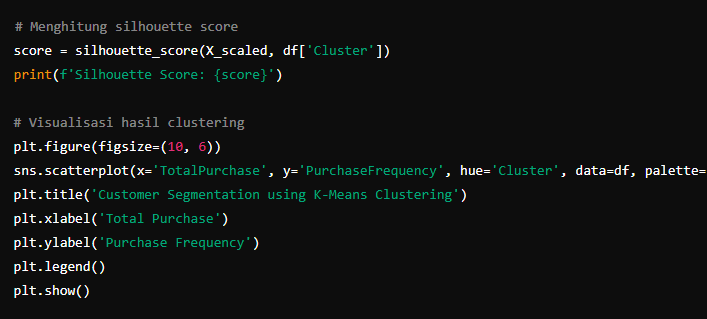 # Menghitung silhouette score
score = silhouette_score(X_scaled, df['Cluster'])
print(f'Silhouette Score: {score}')
# Visualisasi hasil clustering
plt.figure(figsize=(10, 6))
sns.scatterplot(x='TotalPurchase', y='PurchaseFrequency', hue='Cluster', data=df, palette=
plt.title('Customer Segmentation using K-Means Clustering')
plt.xlabel('Total Purchase')
plt.ylabel('Purchase Frequency')
plt.legend()
plt.show()